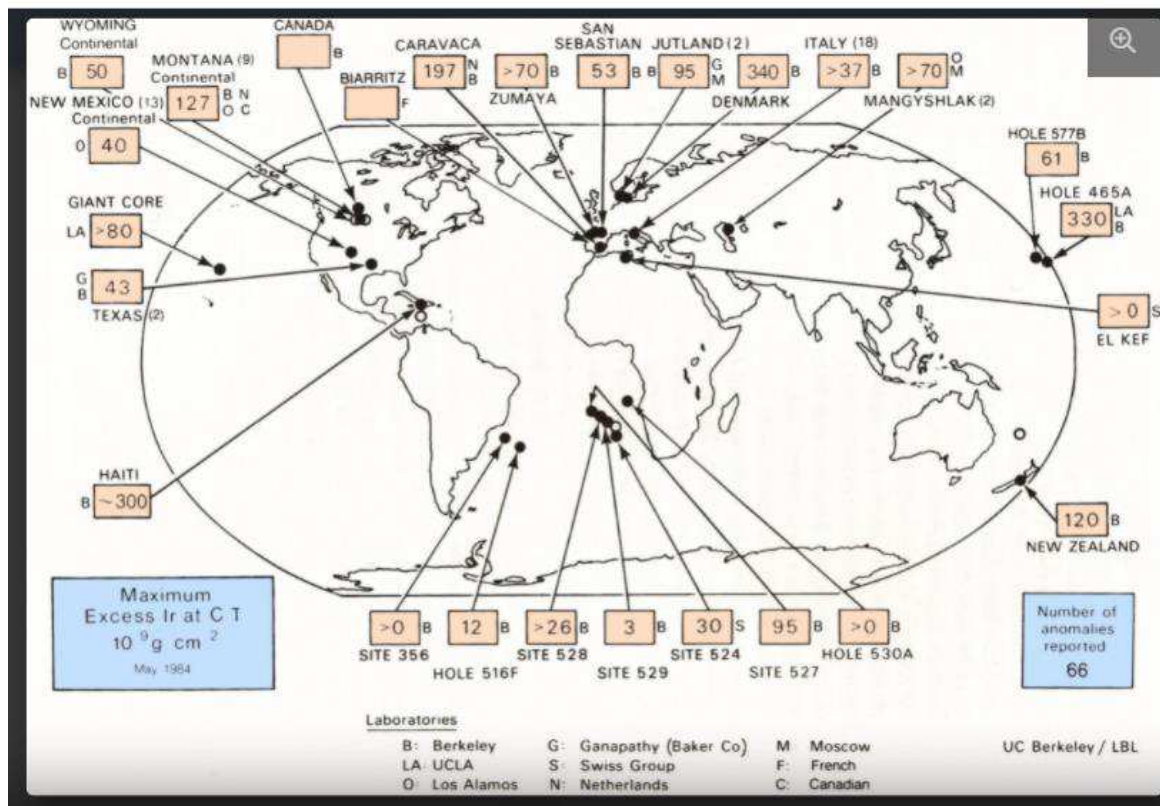 WYOMING
Continental
B 50
MONTANA (9)
Continental
127 B N
O C
NEW MEXICO (13)
Continental
O 40
CANADA
B
BIARRITZ
F
CARAVACA
197 N
B
>70 B
ZUMAYA
SAN
SEBASTIAN
53 B
JUTLAND (2)
B 95 G
M
340 B
DENMARK
ITALY (18)
>37 B
>70 O
M
MANGYSHLAK (2)
HOLE 577B
61 B
HOLE 465A
330 LA
B
GIANT CORE
LA >80
G
B 43
TEXAS (2)
>0 S
EL KEF
HAITI
B ~300
120 B
NEW ZEALAND
Maximum
Excess Ir at C T
10 9 g cm 2
May 1984
>0 B
SITE 356
12 B
HOLE 516F
>26 B
SITE 528
3 B
SITE 529
30 S
SITE 524
95 B
SITE 527
>0 B
HOLE 530A
Number of
anomalies
reported
66
Laboratories
B: Berkeley G: Ganapathy (Baker Co) M Moscow
LA: UCLA S: Swiss Group F: French
O: Los Alamos N: Netherlands C: Canadian
UC Berkeley / LBL